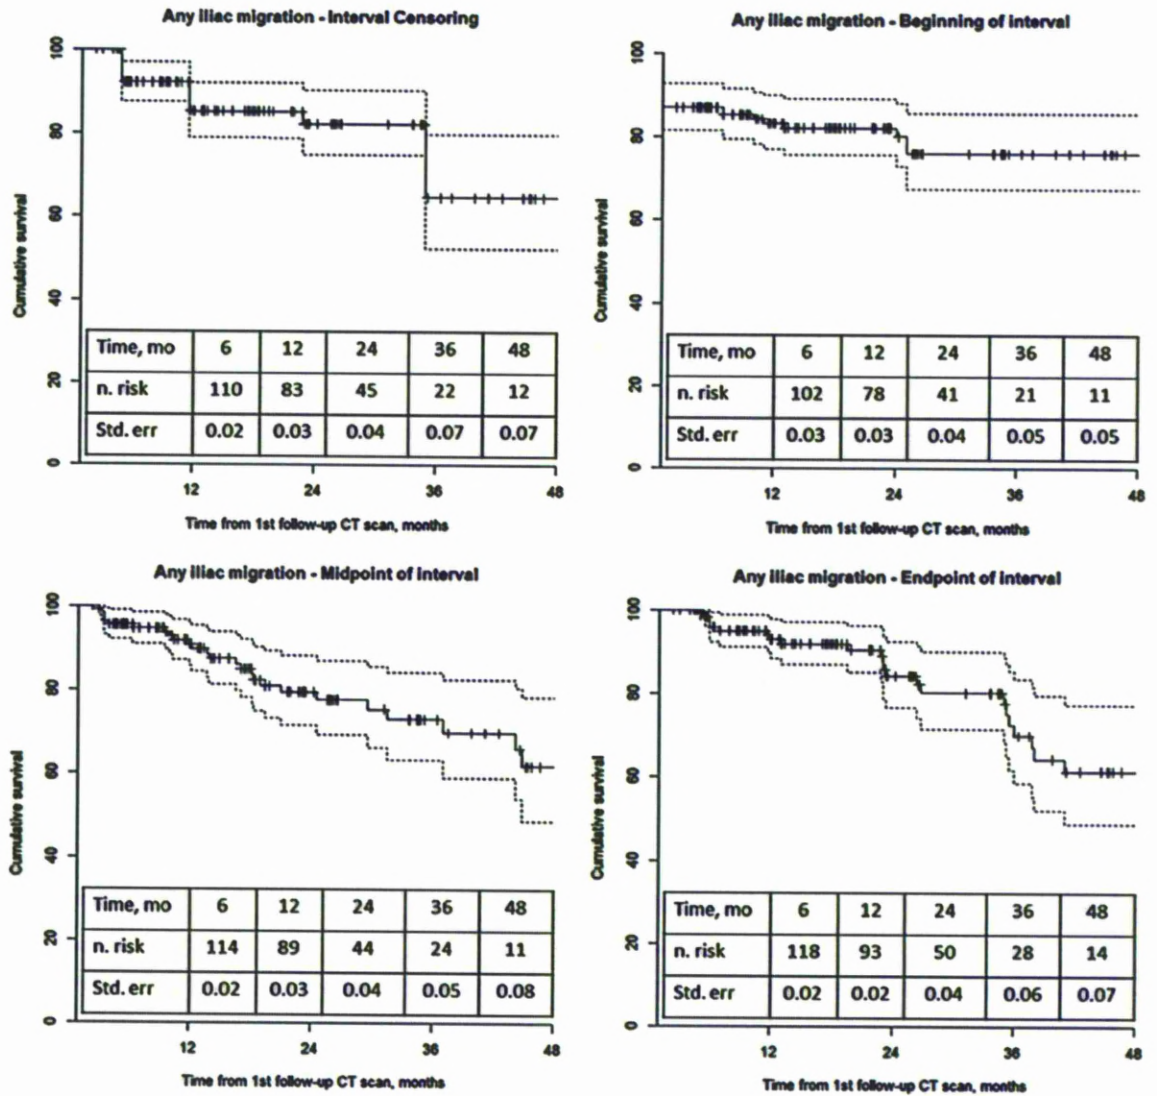 Any iliac migration - Interval Censoring
Cumulative survival
100
80
60
40
20
0
Time, mo 6 12 24 36 48
n. risk 110 83 45 22 12
Std. err 0.02 0.03 0.04 0.07 0.07
12 24 36 48
Time from 1st follow-up CT scan, months
Any iliac migration - Beginning of interval
Cumulative survival
100
80
60
40
20
0
Time, mo 6 12 24 36 48
n. risk 102 78 41 21 11
Std. err 0.03 0.03 0.04 0.05 0.05
12 24 36 48
Time from 1st follow-up CT scan, months
Any iliac migration - Midpoint of interval
Cumulative survival
100
80
60
40
20
0
Time, mo 6 12 24 36 48
n. risk 114 89 44 24 11
Std. err 0.02 0.03 0.04 0.05 0.08
12 24 36 48
Time from 1st follow-up CT scan, months
Any iliac migration - Endpoint of interval
Cumulative survival
100
80
60
40
20
0
Time, mo 6 12 24 36 48
n. risk 118 93 50 28 14
Std. err 0.02 0.02 0.04 0.06 0.07
12 24 36 48
Time from 1st follow-up CT scan, months